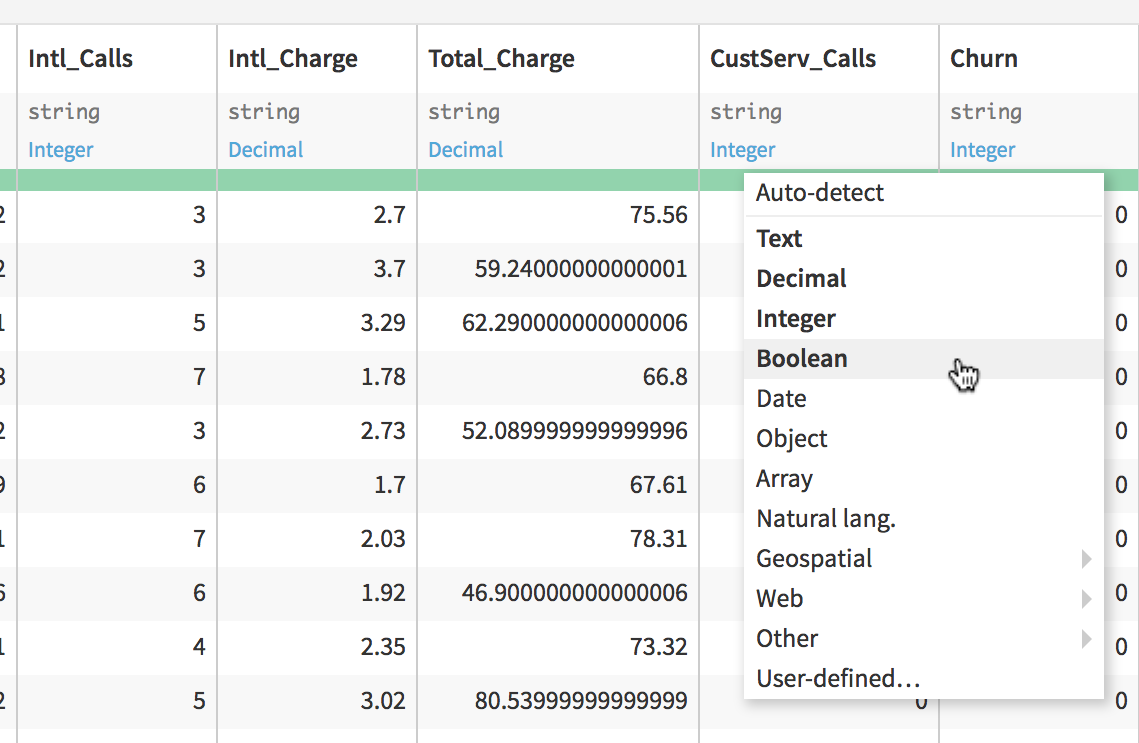 Intl_Calls Intl_Charge Total_Charge CustServ_Calls Churn
string string string string string
Integer Decimal Decimal Integer Integer
Auto-detect
2 3 2.7 75.56 0
Text
2 3 3.7 59.24000000000001 Decimal 0
1 5 3.29 62.290000000000006 Integer 0
Boolean
3 7 1.78 66.8 0
Date
2 3 2.73 52.089999999999996 Object 0
9 6 1.7 67.61 Array 0
Natural lang.
1 7 2.03 78.31 0
Geospatial
6 6 1.92 46.900000000000006 Web 0
1 4 2.35 73.32 Other 0
User-defined…
2 5 3.02 80.53999999999999 0 0